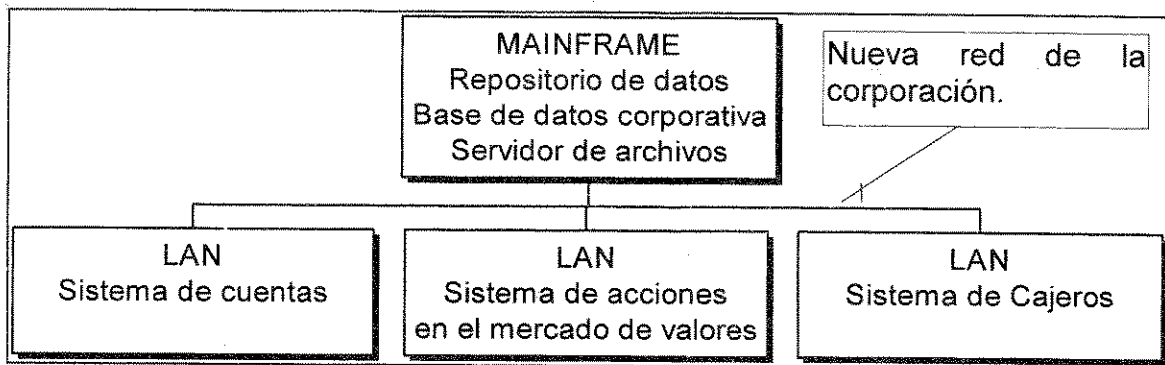 MAINFRAME
Repositorio de datos
Base de datos corporativa
Servidor de archivos
Nueva red de la
corporación.
LAN
Sistema de cuentas
LAN
Sistema de acciones
en el mercado de valores
LAN
Sistema de Cajeros